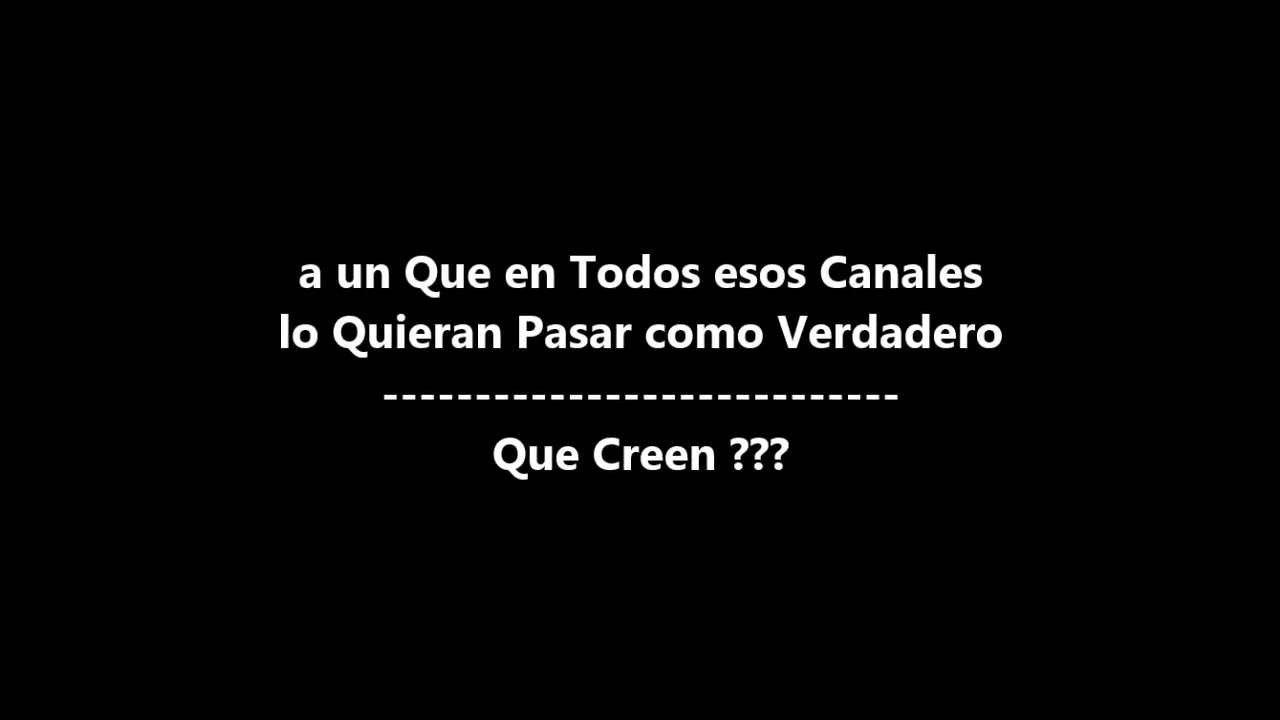 a un Que en Todos esos Canales
lo Quieran Pasar como Verdadero
----------------------------
Que Creen ???